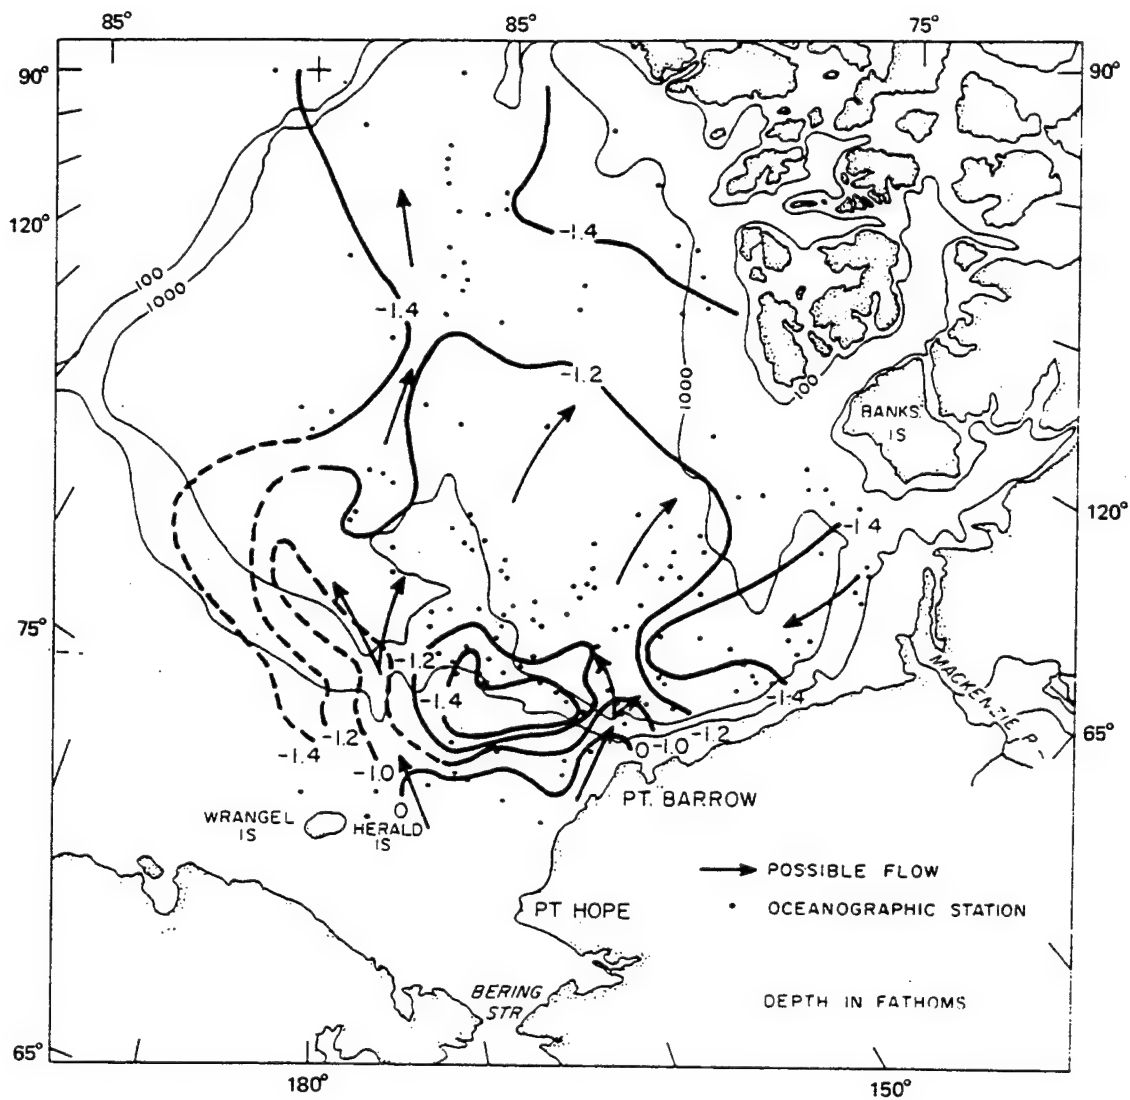 85° 85° 75°
90° 90°
120°
100
1000
-1.4
-1.4
-1.2
1000
100
BANKS
IS
120°
-1.4
75°
MACKENZIE R
-1.2
-1.4
-1.4
65°
-1.4 -1.2 -1.0 0
0 -1.0 -1.2
PT. BARROW
WRANGEL
IS
HERALD
IS
POSSIBLE FLOW
OCEANOGRAPHIC STATION
PT HOPE
BERING
STR
DEPTH IN FATHOMS
65°
180° 150°